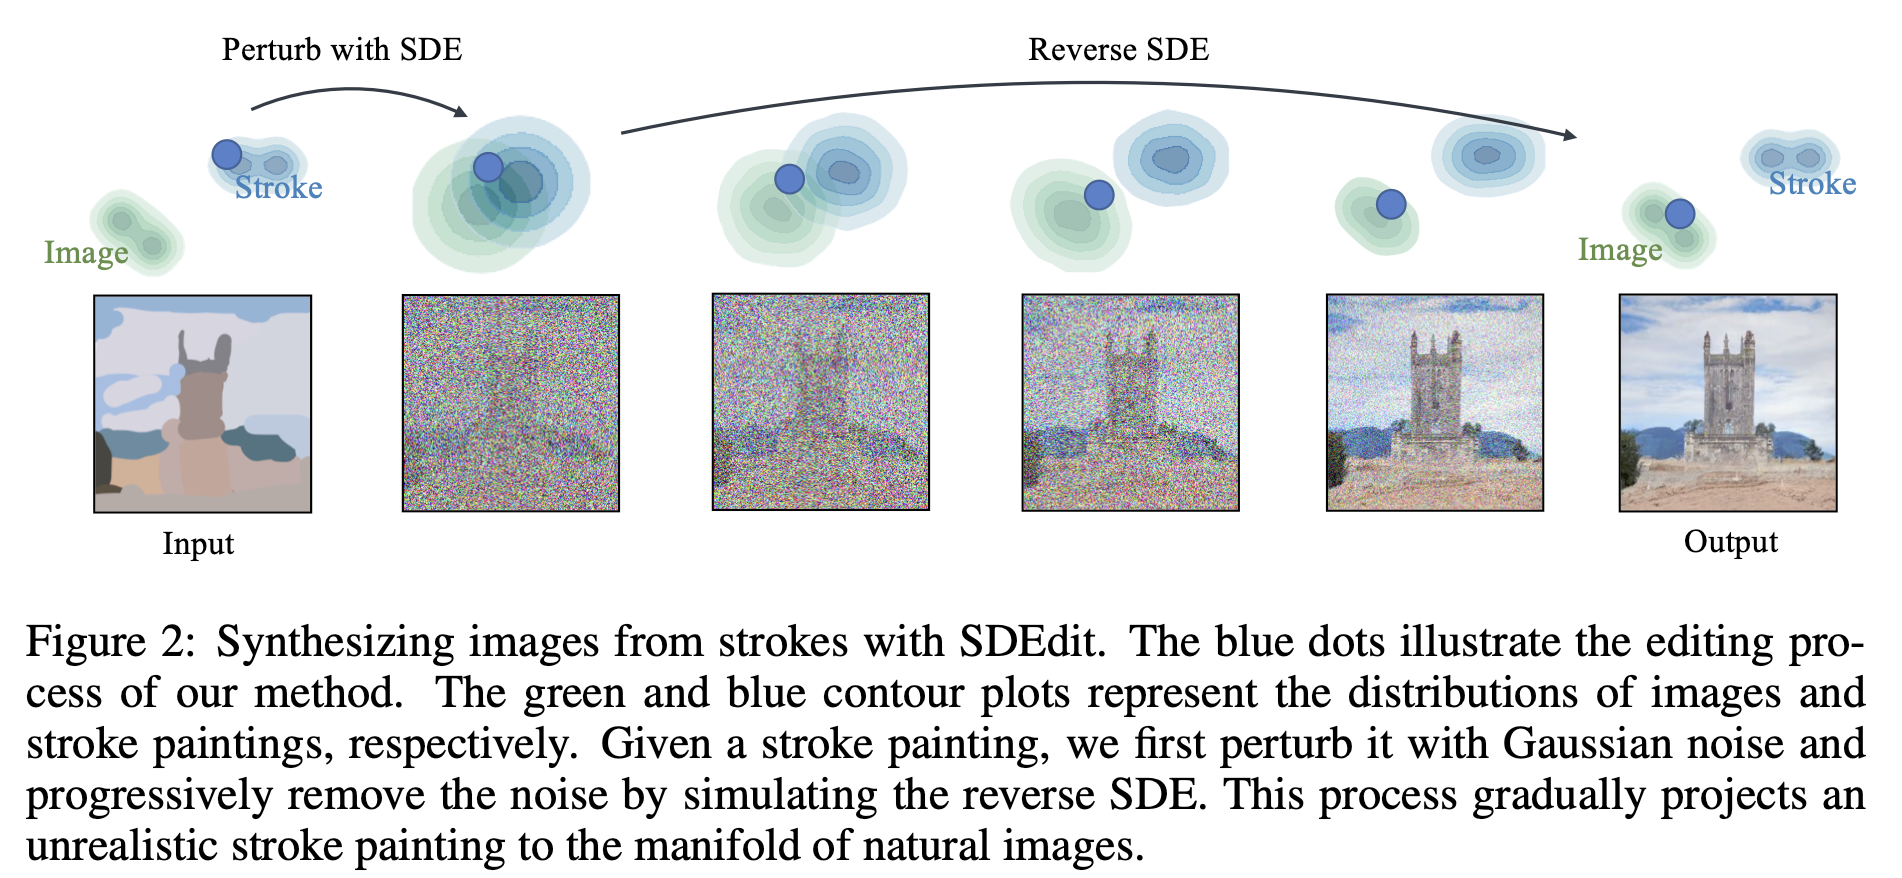 Perturb with SDE
Reverse SDE
Stroke
Image
Stroke
Image
Input
Output
Figure 2: Synthesizing images from strokes with SDEdit. The blue dots illustrate the editing pro-
cess of our method. The green and blue contour plots represent the distributions of images and
stroke paintings, respectively. Given a stroke painting, we first perturb it with Gaussian noise and
progressively remove the noise by simulating the reverse SDE. This process gradually projects an
unrealistic stroke painting to the manifold of natural images.